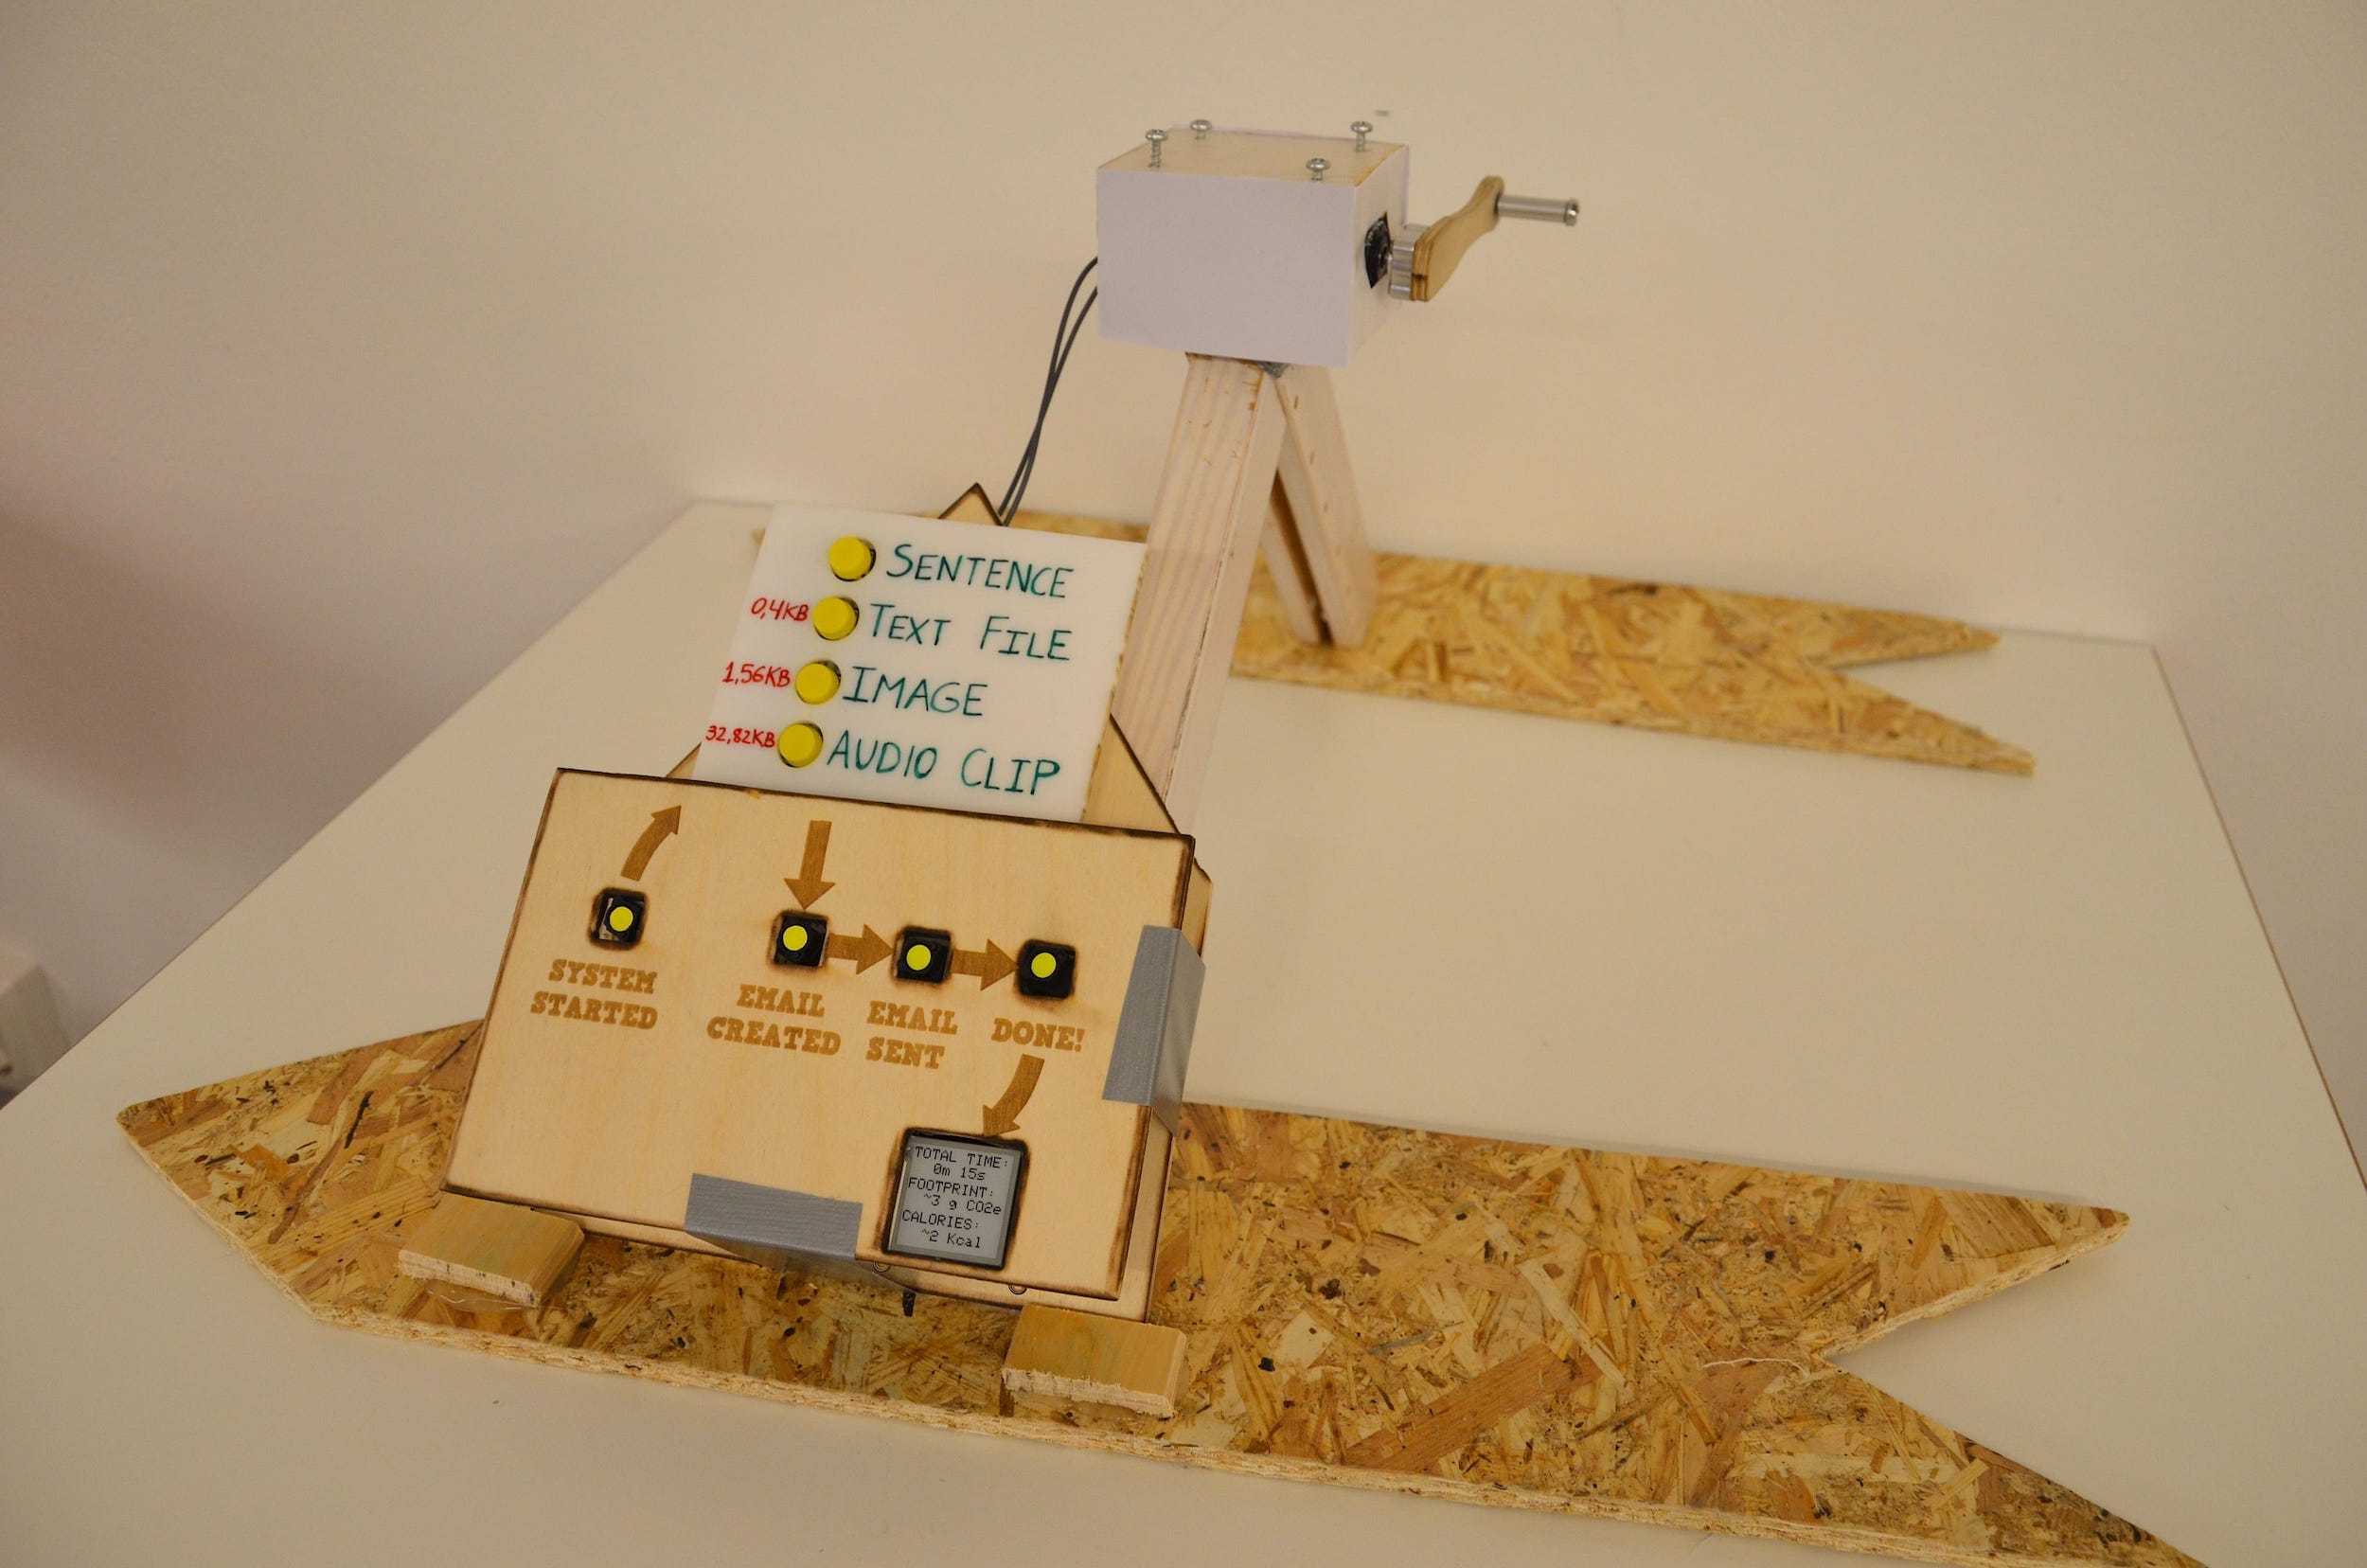 SENTENCE
0,4KB TEXT FILE
1,56KB IMAGE
32,82KB AUDIO CLIP
SYSTEM
STARTED
EMAIL
CREATED
EMAIL
SENT
DONE!
TOTAL TIME:
0m 15s
FOOTPRINT:
~3 g CO2e
CALORIES:
~2 Kcal